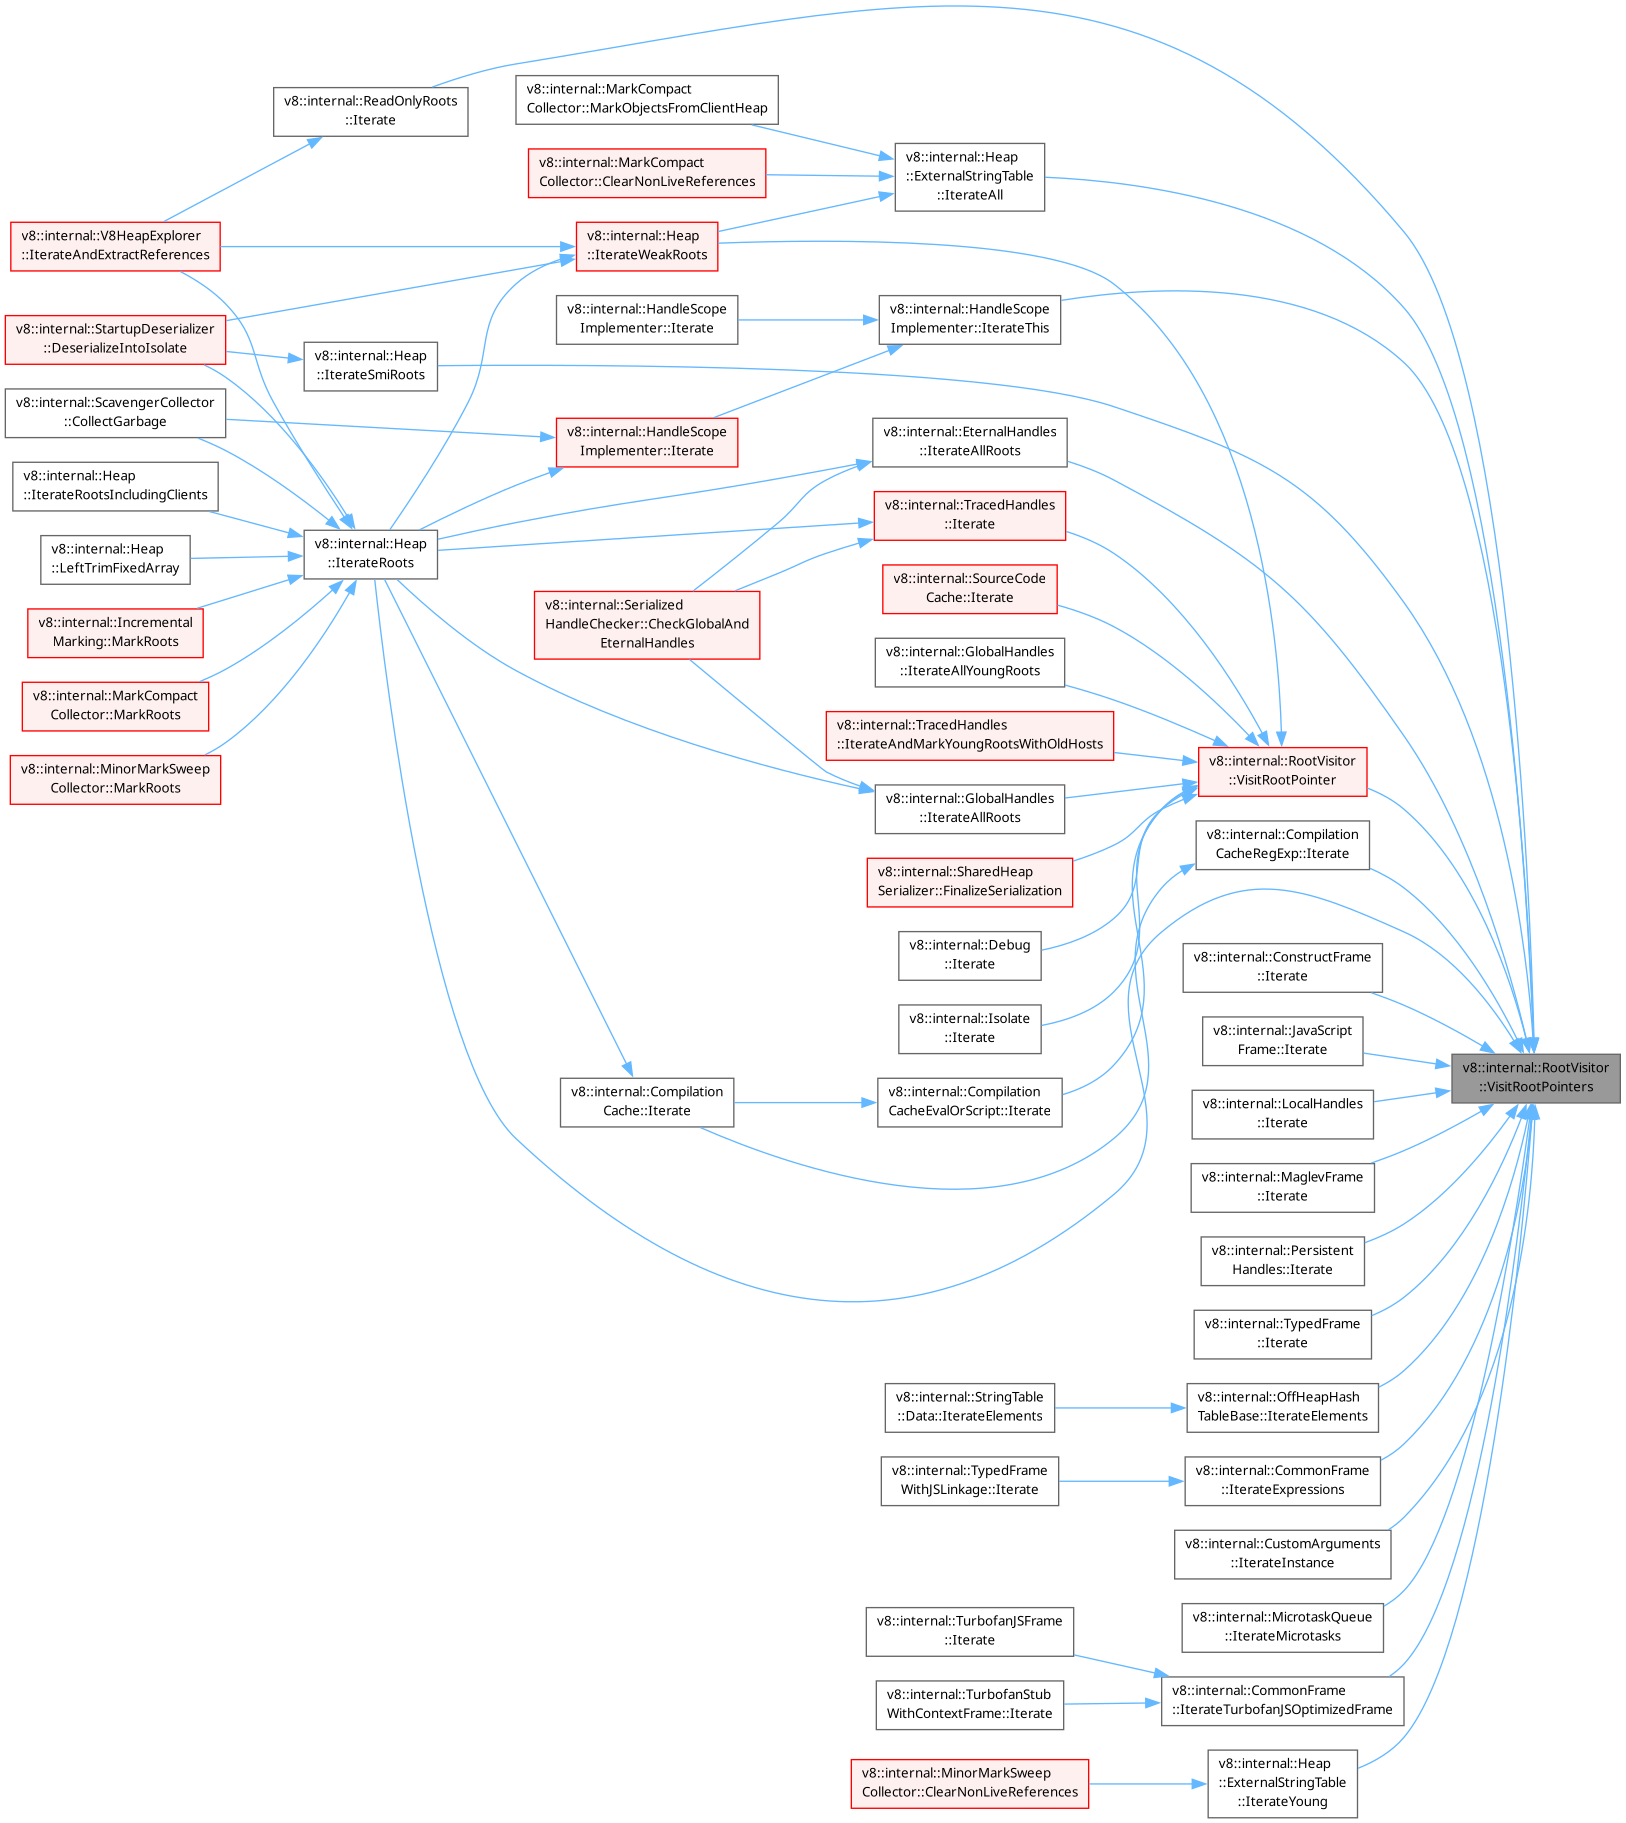 v8::internal::ReadOnlyRoots
::Iterate
v8::internal::MarkCompact
Collector::MarkObjectsFromClientHeap
v8::internal::MarkCompact
Collector::ClearNonLiveReferences
v8::internal::Heap
::ExternalStringTable
::IterateAll
v8::internal::V8HeapExplorer
::IterateAndExtractReferences
v8::internal::Heap
::IterateWeakRoots
v8::internal::StartupDeserializer
::DeserializeIntoIsolate
v8::internal::HandleScope
Implementer::Iterate
v8::internal::HandleScope
Implementer::IterateThis
v8::internal::Heap
::IterateSmiRoots
v8::internal::ScavengerCollector
::CollectGarbage
v8::internal::HandleScope
Implementer::Iterate
v8::internal::EternalHandles
::IterateAllRoots
v8::internal::Heap
::IterateRootsIncludingClients
v8::internal::TracedHandles
::Iterate
v8::internal::Heap
::LeftTrimFixedArray
v8::internal::Heap
::IterateRoots
v8::internal::SourceCode
Cache::Iterate
v8::internal::Incremental
Marking::MarkRoots
v8::internal::Serialized
HandleChecker::CheckGlobalAnd
EternalHandles
v8::internal::GlobalHandles
::IterateAllYoungRoots
v8::internal::MarkCompact
Collector::MarkRoots
v8::internal::TracedHandles
::IterateAndMarkYoungRootsWithOldHosts
v8::internal::MinorMarkSweep
Collector::MarkRoots
v8::internal::RootVisitor
::VisitRootPointer
v8::internal::GlobalHandles
::IterateAllRoots
v8::internal::Compilation
CacheRegExp::Iterate
v8::internal::SharedHeap
Serializer::FinalizeSerialization
v8::internal::Debug
::Iterate
v8::internal::ConstructFrame
::Iterate
v8::internal::Isolate
::Iterate
v8::internal::JavaScript
Frame::Iterate
v8::internal::RootVisitor
::VisitRootPointers
v8::internal::Compilation
Cache::Iterate
v8::internal::Compilation
CacheEvalOrScript::Iterate
v8::internal::LocalHandles
::Iterate
v8::internal::MaglevFrame
::Iterate
v8::internal::Persistent
Handles::Iterate
v8::internal::TypedFrame
::Iterate
v8::internal::StringTable
::Data::IterateElements
v8::internal::OffHeapHash
TableBase::IterateElements
v8::internal::TypedFrame
WithJSLinkage::Iterate
v8::internal::CommonFrame
::IterateExpressions
v8::internal::CustomArguments
::IterateInstance
v8::internal::MicrotaskQueue
::IterateMicrotasks
v8::internal::TurbofanJSFrame
::Iterate
v8::internal::TurbofanStub
WithContextFrame::Iterate
v8::internal::CommonFrame
::IterateTurbofanJSOptimizedFrame
v8::internal::MinorMarkSweep
Collector::ClearNonLiveReferences
v8::internal::Heap
::ExternalStringTable
::IterateYoung